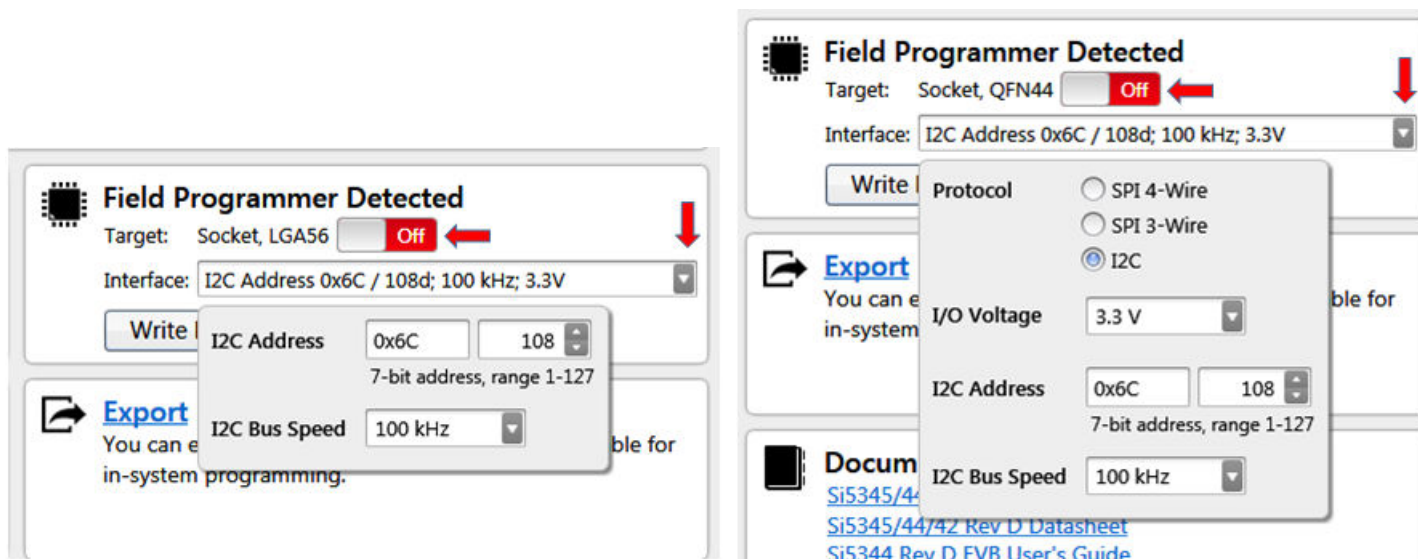 Field Programmer Detected
Target: Socket, LGA56 Off
Interface: I2C Address 0x6C / 108d; 100 kHz; 3.3V
Write
I2C Address 0x6C 108
7-bit address, range 1-127
I2C Bus Speed 100 kHz
Export
You can ble for
in-system programming.
Field Programmer Detected
Target: Socket, QFN44 Off
Interface: I2C Address 0x6C / 108d; 100 kHz; 3.3V
Write
Protocol SPI 4-Wire
SPI 3-Wire
I2C
Export
You can ble for
I/O Voltage 3.3 V
in-system
I2C Address 0x6C 108
7-bit address, range 1-127
Docum
I2C Bus Speed 100 kHz
Si5345/44
Si5345/44/42 Rev D Datasheet
Si5344 Rev D EVB User's Guide